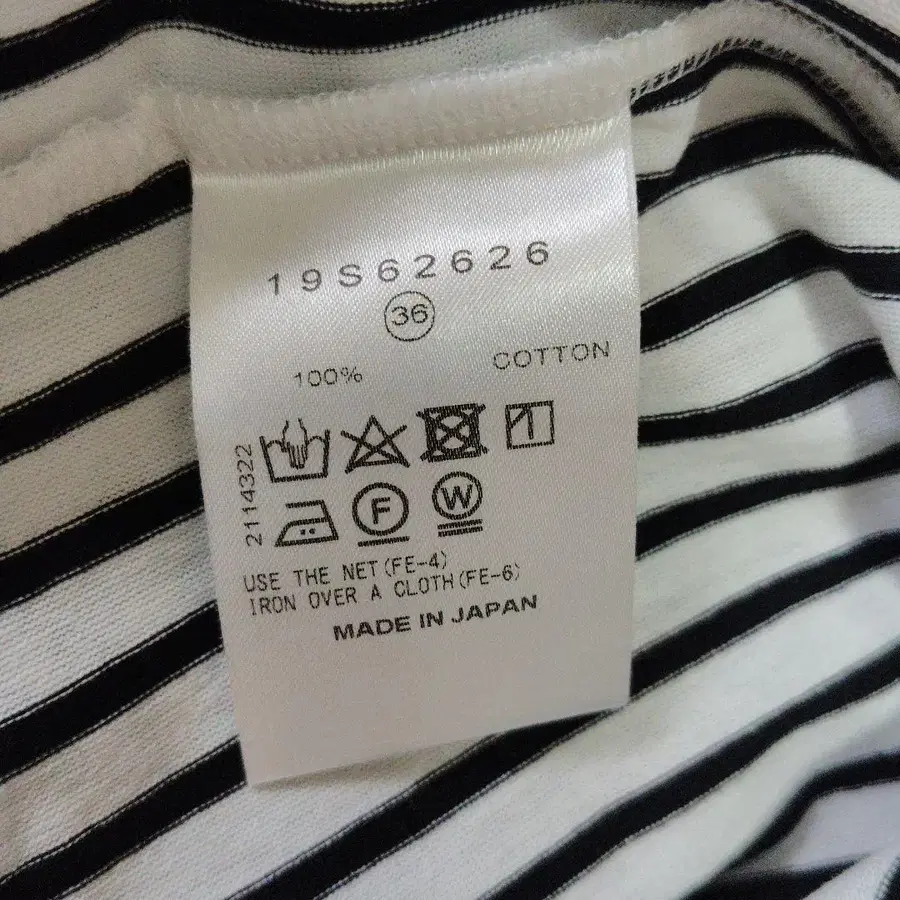 19S62626
36
100% COTTON
2114322
F W
USE THE NET(FE-4)
IRON OVER A CLOTH(FE-6)
MADE IN JAPAN